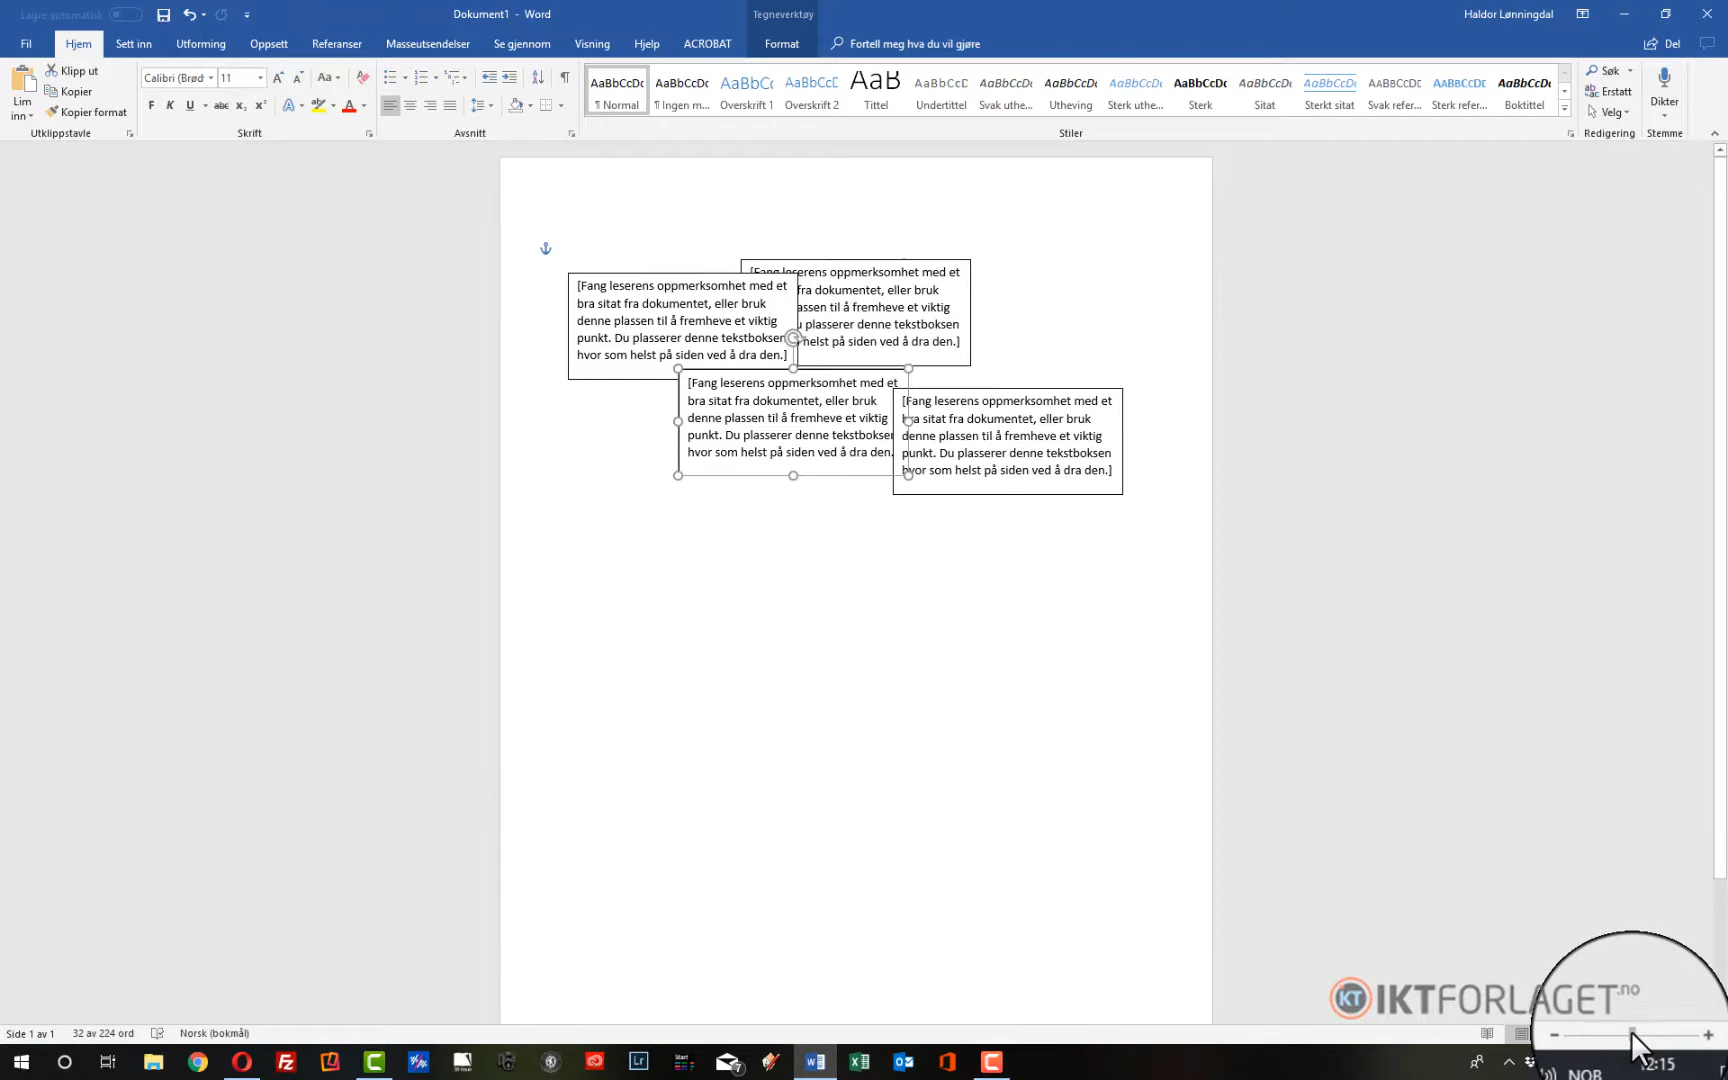 Lagre automatisk
Dokument1 - Word
Tegneverktøy
Haldor Lønningdal
Fil
Hjem
Sett inn
Utforming
Oppsett
Referanser
Masseutsendelser
Se gjennom
Visning
Hjelp
ACROBAT
Format
Fortell meg hva du vil gjøre
Del
Lim
inn
Klipp ut
Kopier
Kopier format
Utklippstavle
Calibri (Brød
11
Aa
F K U abc x₂ x²
A
Skrift
Avsnitt
AaBbCcDc
¶ Normal
AaBbCcDc
¶ Ingen m...
AaBbCc
Overskrift 1
AaBbCcD
Overskrift 2
AaB
Tittel
AaBbCcD
Undertittel
AaBbCcDc
Svak uthe...
AaBbCcDc
Utheving
AaBbCcDc
Sterk uthe...
AaBbCcDc
Sterk
AaBbCcDc
Sitat
AaBbCcDc
Sterkt sitat
AABBCCDC
Svak refer...
AABBCCDC
Sterk refer...
AaBbCcDc
Boktittel
Stiler
Søk
Erstatt
Velg
Redigering
Dikter
Stemme
[Fang leserens oppmerksomhet med et
fra dokumentet, eller bruk
assen til å fremheve et viktig
u plasserer denne tekstboksen
helst på siden ved å dra den.]
[Fang leserens oppmerksomhet med et
bra sitat fra dokumentet, eller bruk
denne plassen til å fremheve et viktig
punkt. Du plasserer denne tekstboksen
hvor som helst på siden ved å dra den.]
[Fang leserens oppmerksomhet med et
bra sitat fra dokumentet, eller bruk
denne plassen til å fremheve et viktig
punkt. Du plasserer denne tekstboksen
hvor som helst på siden ved å dra den.
[Fang leserens oppmerksomhet med et
bra sitat fra dokumentet, eller bruk
denne plassen til å fremheve et viktig
punkt. Du plasserer denne tekstboksen
hvor som helst på siden ved å dra den.]
KT IKTFORLAGET.no
Side 1 av 1
32 av 224 ord
Norsk (bokmål)
Fz
Lr
Start
7
NOB
2:15